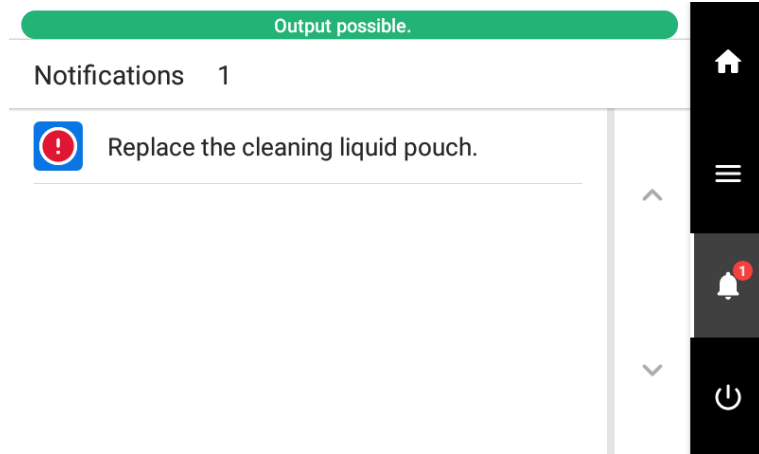 Output possible.
Notifications 1
Replace the cleaning liquid pouch.
1